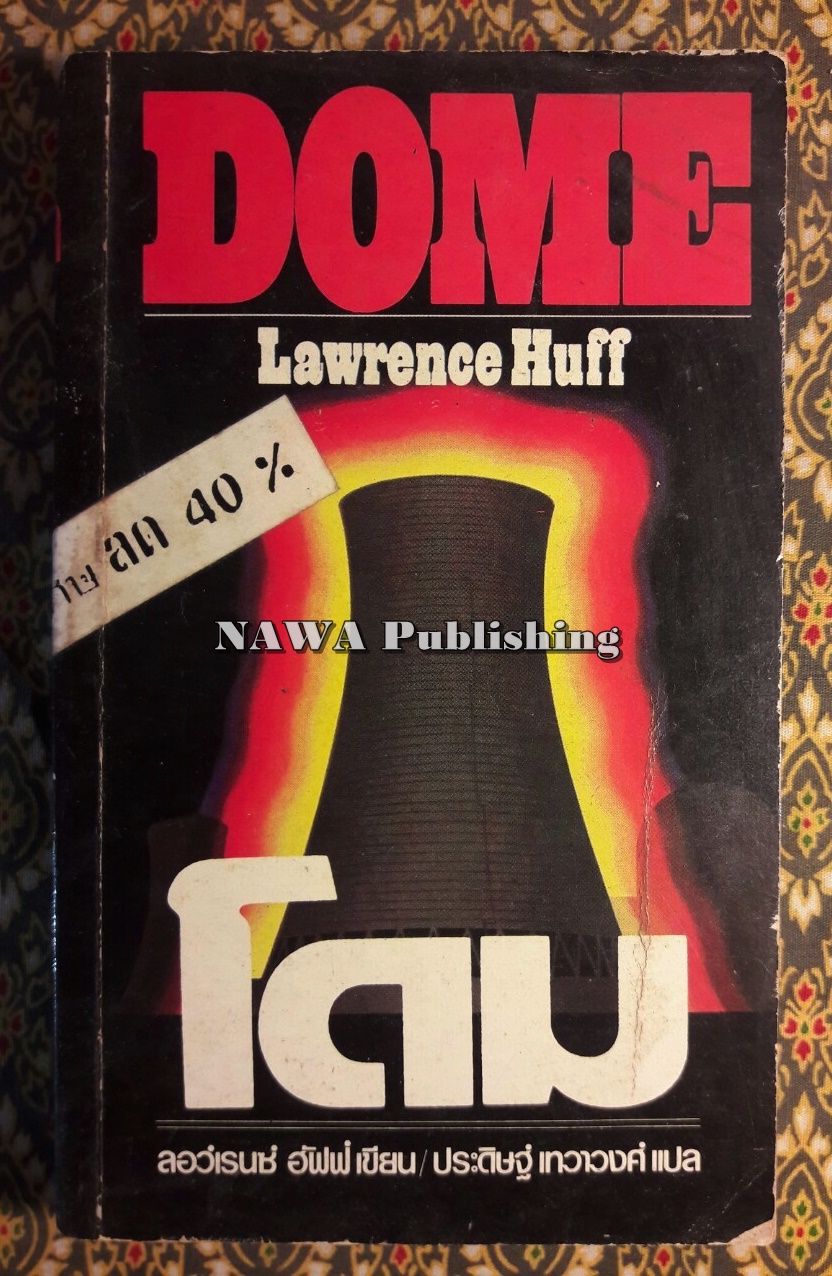 DOME
Lawrence Huff
ลด 40 %
NAWA Publishing
โดม
ลอว์เรนซ์ ฮัฟฟ์ เขียน / ประดิษฐ์ เทวาวงศ์ แปล